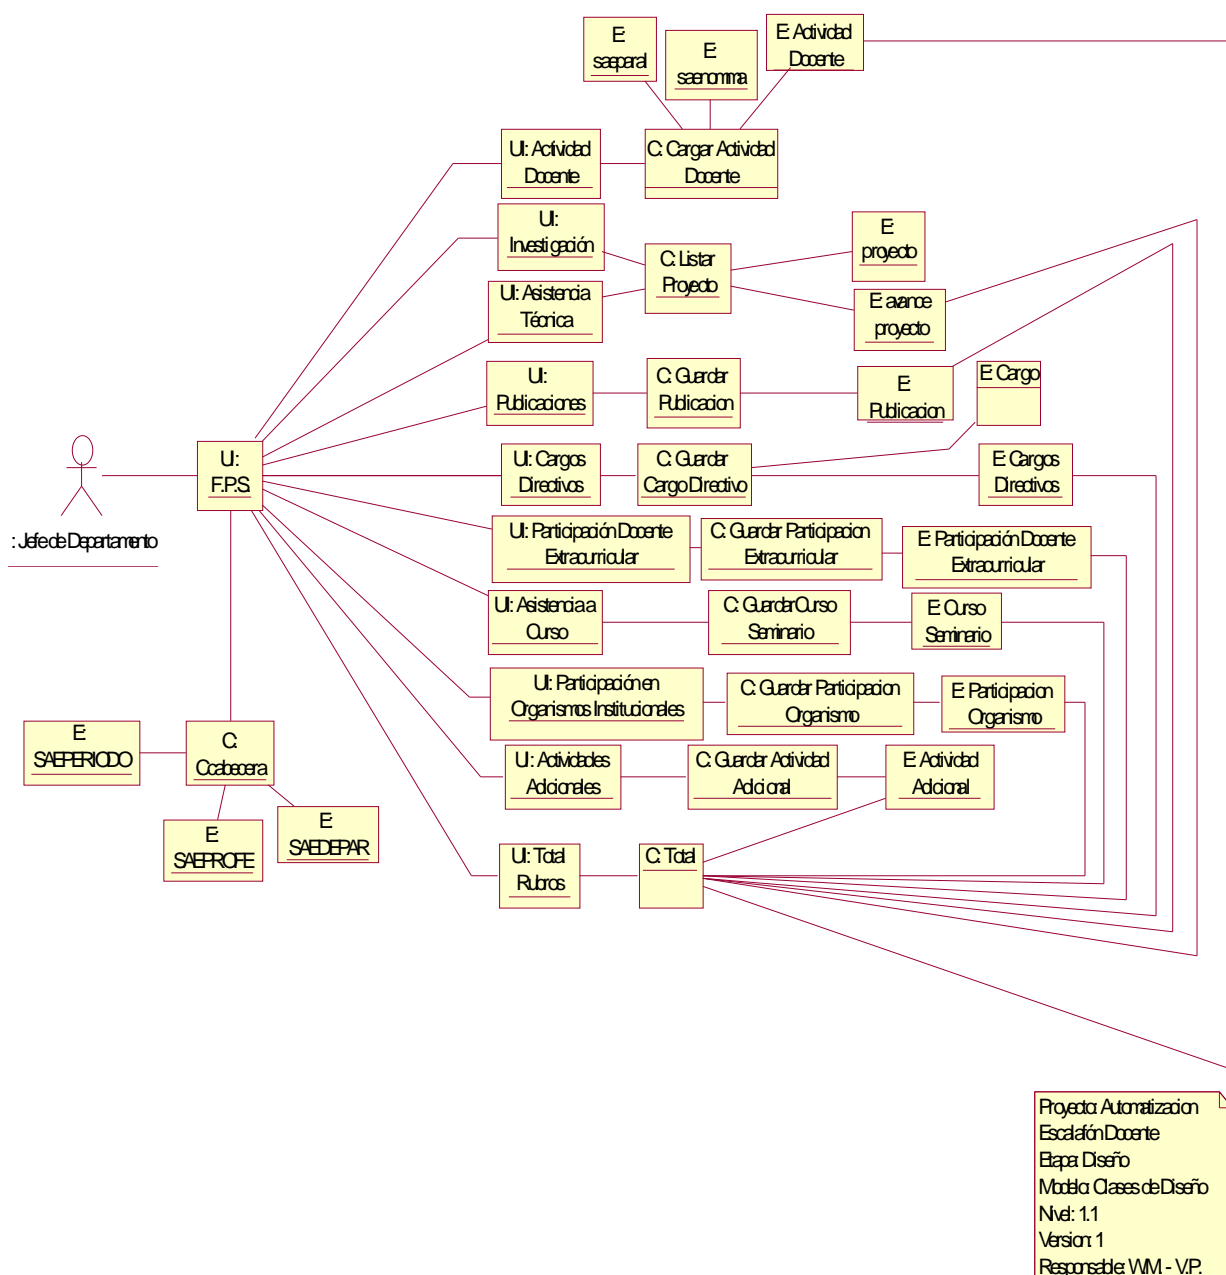 E:
saeparal
E:
saenomina
E: Actividad
Docente
UI: Actividad
Docente
C: Cargar Actividad
Docente
UI:
Investigación
C: Listar
Proyecto
E:
proyecto
UI: Asistencia
Técnica
E: avance
proyecto
UI:
Publicaciones
C: Guardar
Publicacion
E:
Publicacion
E: Cargo
UI:
F.P.S.
UI: Cargos
Directivos
C: Guardar
Cargo Directivo
E: Cargos
Directivos
: Jefe de Departamento
UI: Participación Docente
Extracurricular
C: Guardar Participacion
Extracurricular
E: Participación Docente
Extracurricular
UI: Asistencia a
Curso
C: Guardar Curso
Seminario
E: Curso
Seminario
UI: Participación en
Organismos Institucionales
C: Guardar Participacion
Organismo
E: Participacion
Organismo
E:
SAEPERIODO
C:
Ccabecera
UI: Actividades
Adicionales
C: Guardar Actividad
Adicional
E: Actividad
Adicional
E:
SAEPROFE
E:
SAEDEPAR
UI: Total
Rubros
C: Total
Proyecto: Automatizacion
Escalafón Docente
Etapa: Diseño
Modelo: Clases de Diseño
Nivel: 1.1
Version: 1
Responsable: W.M. - V.P.